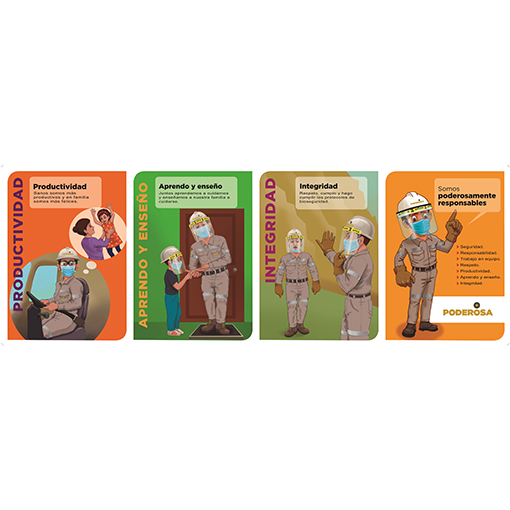 PRODUCTIVIDAD
Productividad
Sanos somos más
productivos y en familia
somos más felices.
APRENDO Y ENSEÑO
Aprendo y enseño
Juntos aprendemos a cuidarnos
y enseñamos a nuestra familia a
cuidarse.
INTEGRIDAD
Integridad
Respeto, cumplo y hago
cumplir los protocolos de
bioseguridad.
Somos
poderosamente
responsables
Seguridad.
Responsabilidad.
Trabajo en equipo.
Respeto.
Productividad.
Aprendo y enseño.
Integridad.
PODEROSA